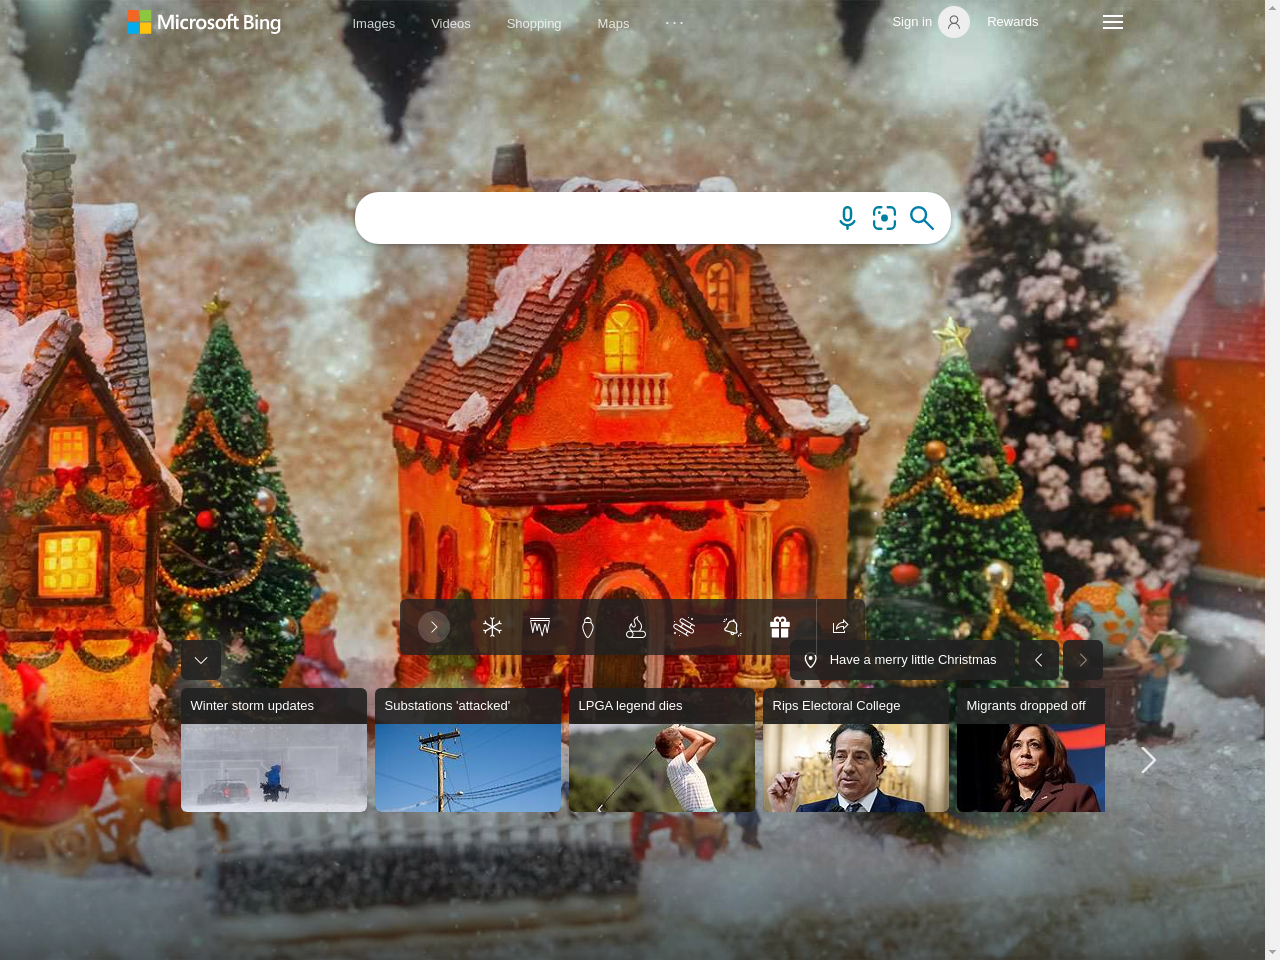 Microsoft Bing
Images
Videos
Shopping
Maps
Sign in
Rewards
Have a merry little Christmas
Winter storm updates
Substations 'attacked'
LPGA legend dies
Rips Electoral College
Migrants dropped off